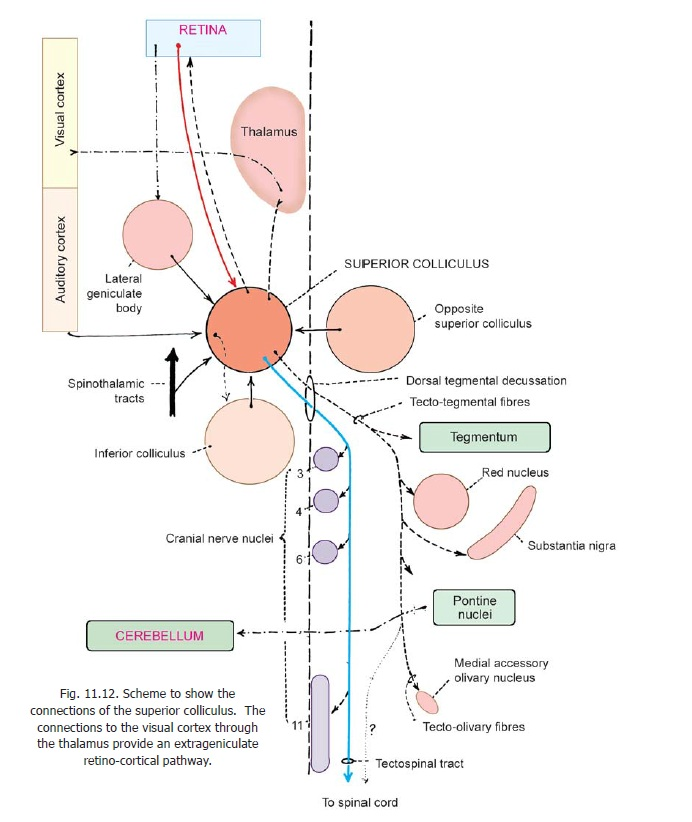 RETINA
Visual cortex
Thalamus
Auditory cortex
SUPERIOR COLLICULUS
Lateral
geniculate
body
Opposite
superior colliculus
Spinothalamic
tracts
Dorsal tegmental decussation
Tecto-tegmental fibres
Tegmentum
Inferior colliculus
3
Red nucleus
4
Cranial nerve nuclei
6
Substantia nigra
Pontine
nuclei
CEREBELLUM
Medial accessory
olivary nucleus
Fig. 11.12. Scheme to show the
connections of the superior colliculus. The
connections to the visual cortex through
the thalamus provide an extrageniculate
retino-cortical pathway.
11
?
Tecto-olivary fibres
Tectospinal tract
To spinal cord